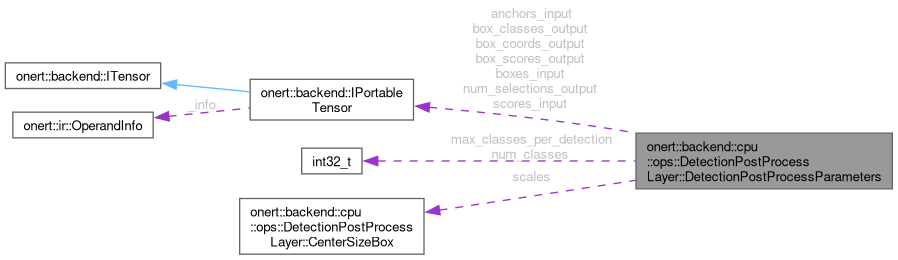 anchors_input
box_classes_output
box_coords_output
box_scores_output
boxes_input
num_selections_output
scores_input
onert::backend::ITensor
onert::backend::IPortable
Tensor
_info
onert::ir::OperandInfo
max_classes_per_detection
num_classes
int32_t
onert::backend::cpu
::ops::DetectionPostProcess
Layer::DetectionPostProcessParameters
scales
onert::backend::cpu
::ops::DetectionPostProcess
Layer::CenterSizeBox